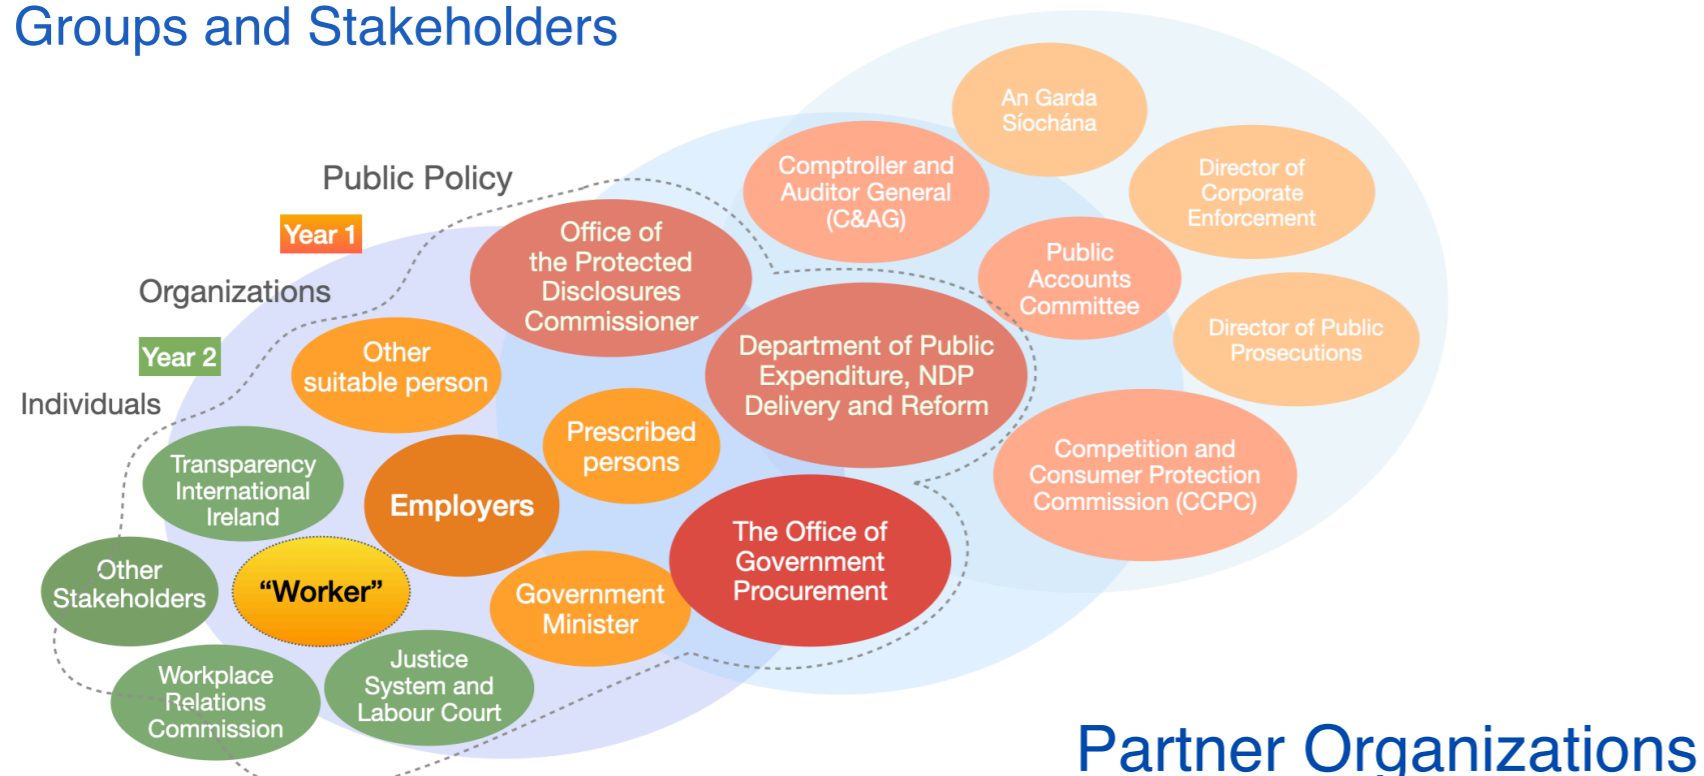 Groups and Stakeholders
An Garda
Síochána
Comptroller and
Auditor General
(C&AG)
Director of
Corporate
Enforcement
Public Policy
Year 1
Office of
the Protected
Disclosures
Commissioner
Public
Accounts
Committee
Organizations
Year 2
Other
suitable person
Department of Public
Expenditure, NDP
Delivery and Reform
Director of Public
Prosecutions
Individuals
Transparency
International
Ireland
Employers
Prescribed
persons
Competition and
Consumer Protection
Commission (CCPC)
The Office of
Government
Procurement
Other
Stakeholders
“Worker”
Government
Minister
Workplace
Relations
Commission
Justice
System and
Labour Court
Partner Organizations